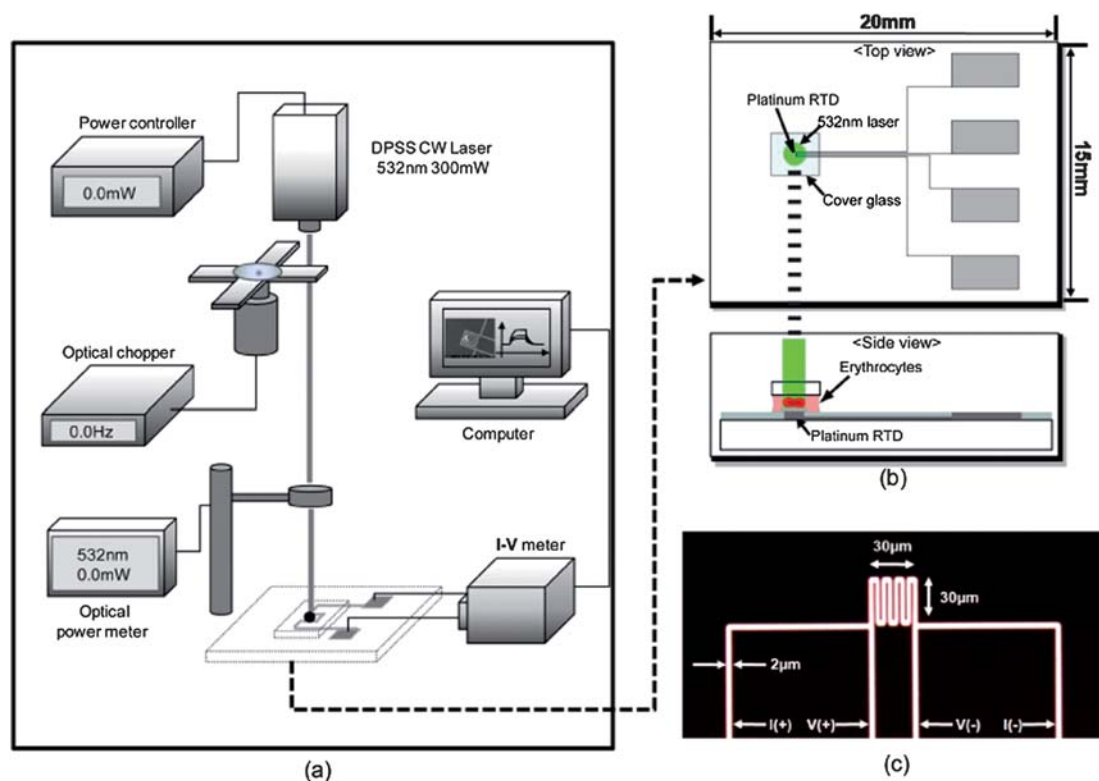 Power controller
0.0mW
DPSS CW Laser
532nm 300mW
Optical chopper
0.0Hz
Computer
532nm
0.0mW
Optical
power meter
I-V meter
(a)
20mm
<Top view>
Platinum RTD
532nm laser
Cover glass
15mm
<Side view>
Erythrocytes
Platinum RTD
(b)
30μm
30μm
2μm
I(+) V(+) V(-) I(-)
(c)